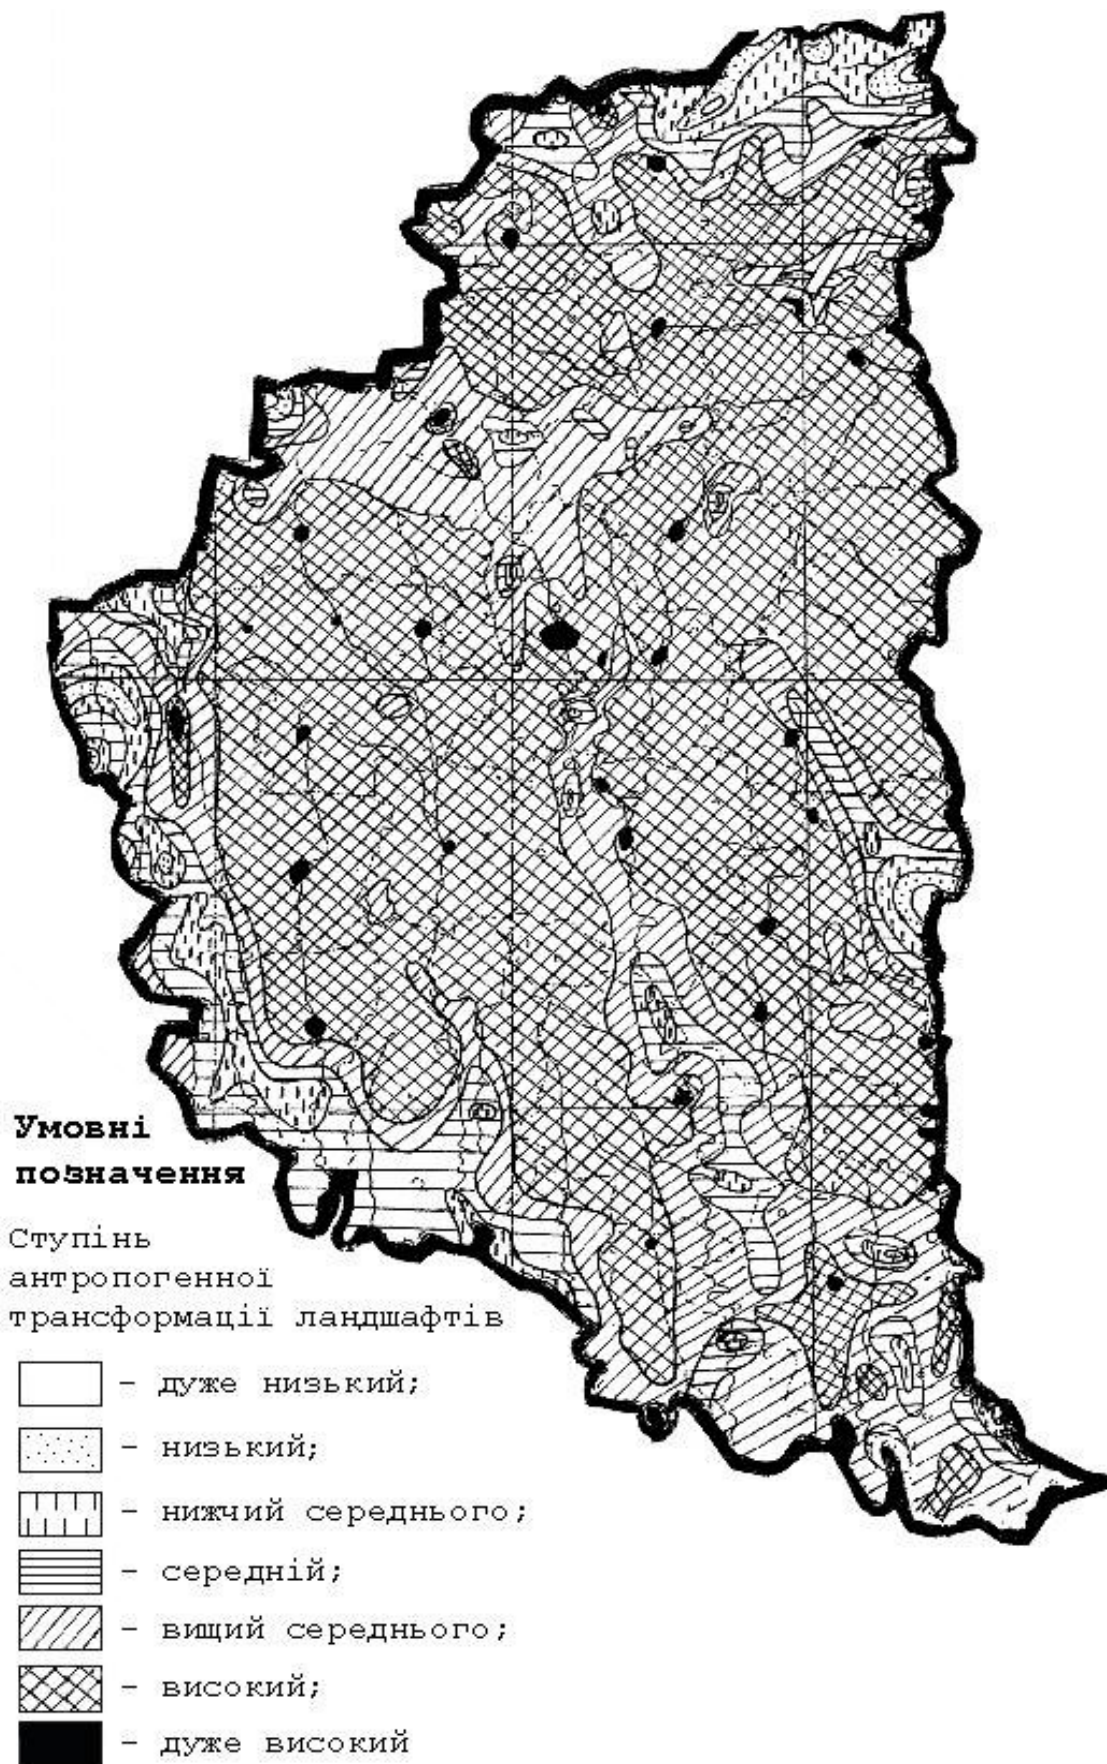 Умовні
позначення
Ступінь
антропогенної
трансформації ландшафтів
- дуже низький;
- низький;
- нижчий середнього;
- середній;
- вищий середнього;
- високий;
- дуже високий